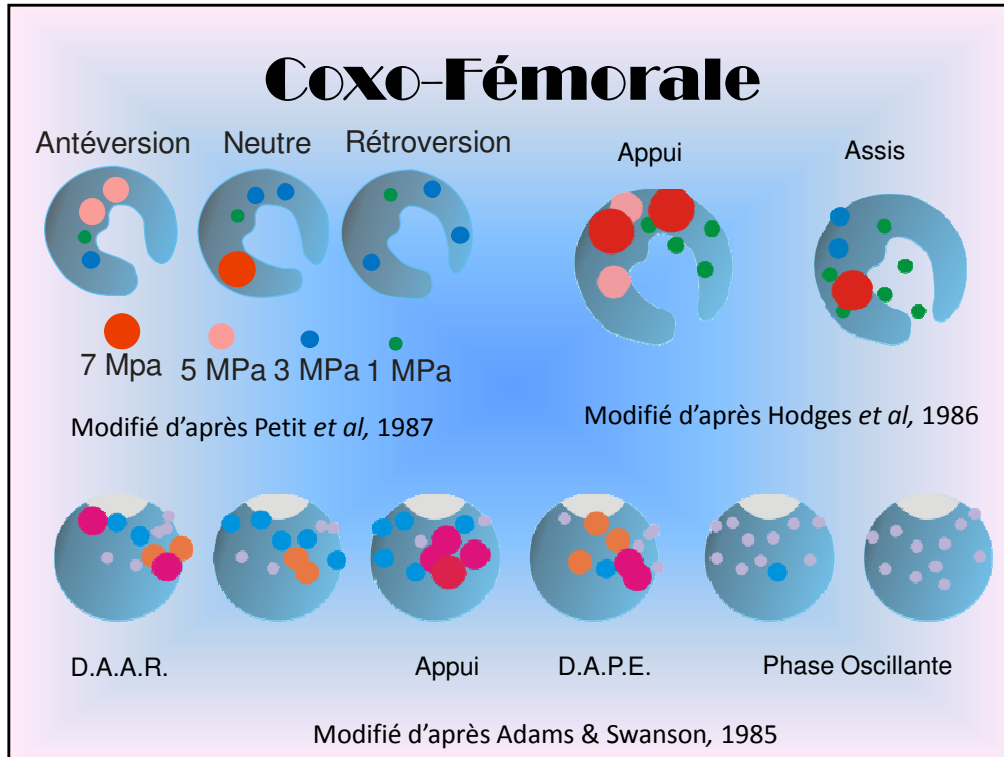 Coxo-Fémorale
Antéversion Neutre Rétroversion
Appui Assis
7 Mpa 5 MPa 3 MPa 1 MPa
Modifié d'après Petit et al, 1987
Modifié d'après Hodges et al, 1986
D.A.A.R. Appui D.A.P.E. Phase Oscillante
Modifié d'après Adams & Swanson, 1985